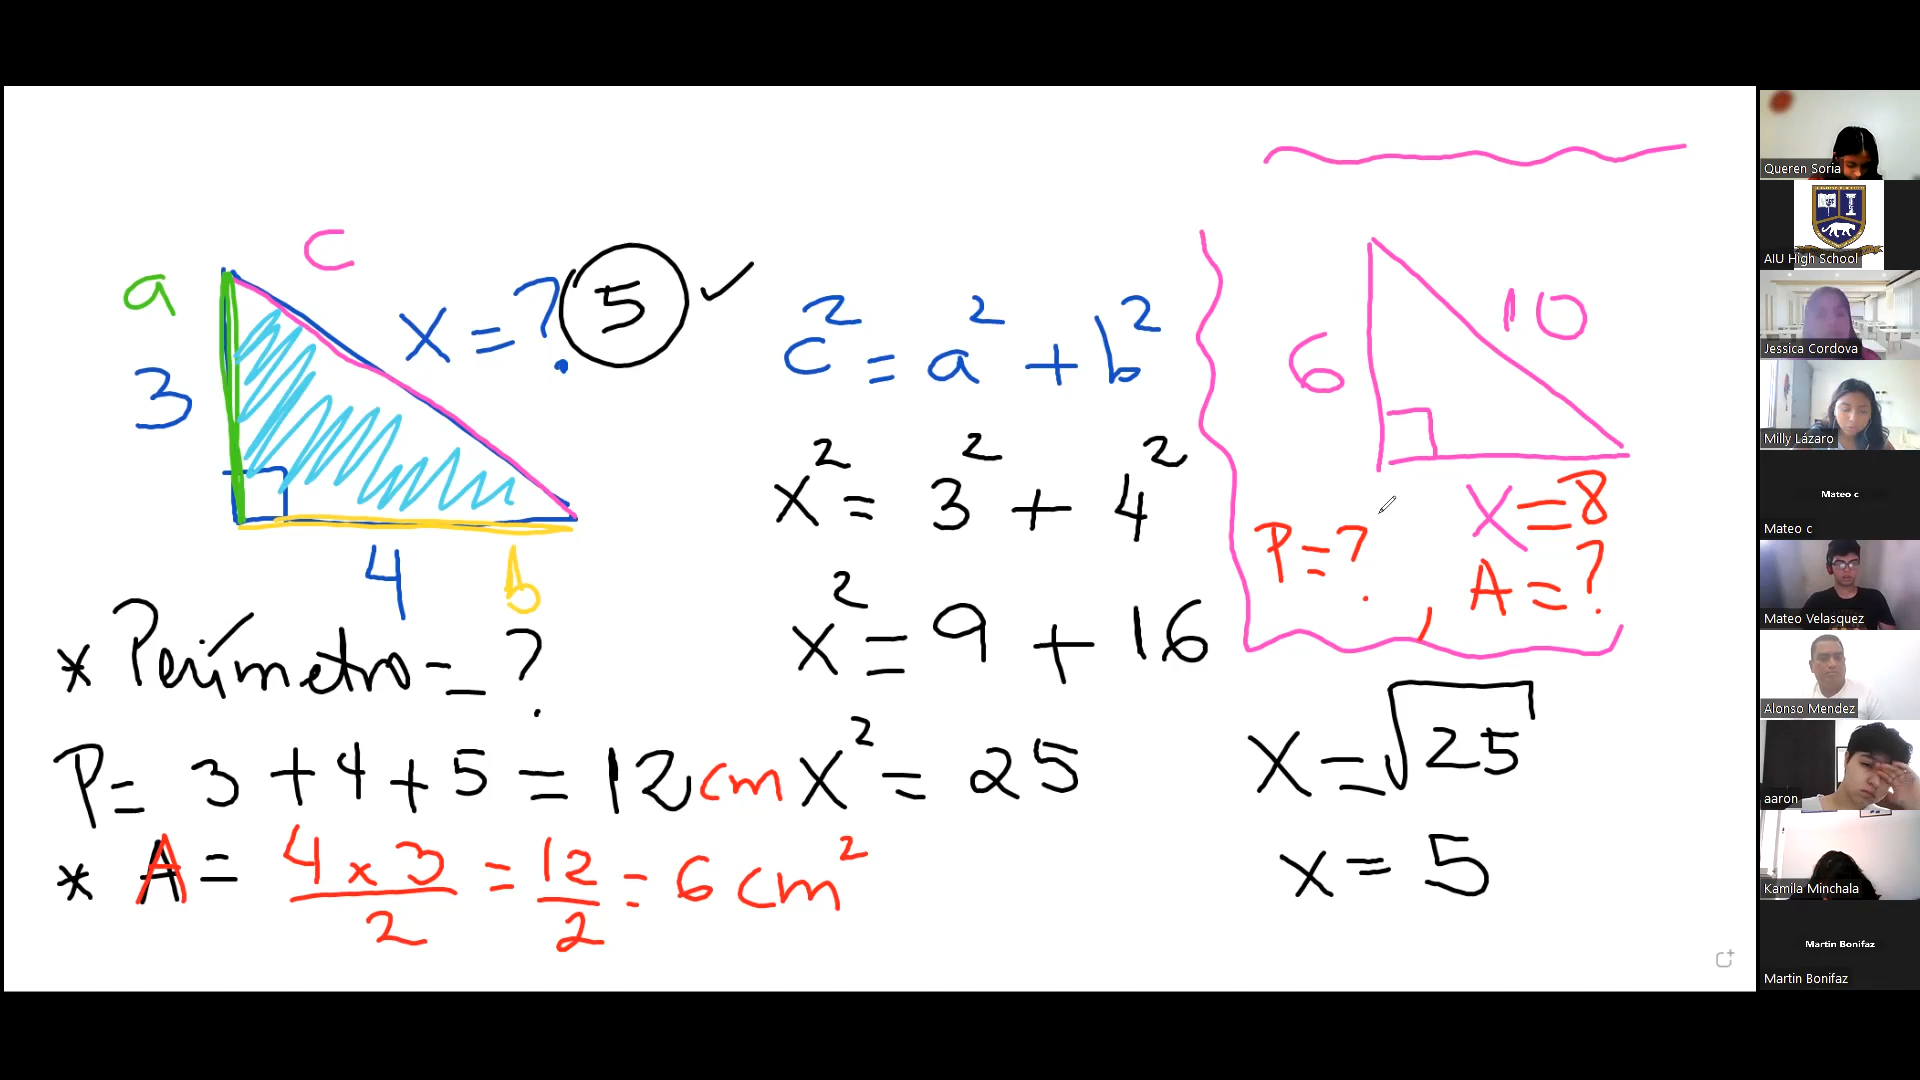 a
c
3
x = ? 5 ✓
4
b
c² = a² + b²
x² = 3² + 4²
x² = 9 + 16
x² = 25
x = √25
x = 5
* Perímetro = ?
P = 3 + 4 + 5 = 12 cm
* A = 4 x 3 / 2 = 12 / 2 = 6 cm²
6
10
x = 8
P = ?
A = ?
Queren Soria
AIU High School
Jessica Cordova
Milly Lázaro
Mateo c
Mateo c
Mateo Velasquez
Alonso Mendez
aaron
Kamila Minchala
Martin Bonifaz
Martin Bonifaz